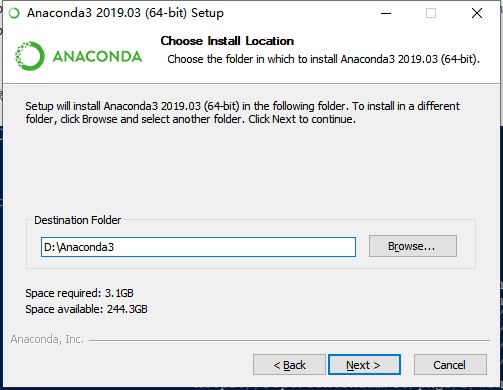 Anaconda3 2019.03 (64-bit) Setup
ANACONDA
Choose Install Location
Choose the folder in which to install Anaconda3 2019.03 (64-bit).
Setup will install Anaconda3 2019.03 (64-bit) in the following folder. To install in a different
folder, click Browse and select another folder. Click Next to continue.
Destination Folder
D:\Anaconda3
Browse...
Space required: 3.1GB
Space available: 244.3GB
Anaconda, Inc.
< Back
Next >
Cancel